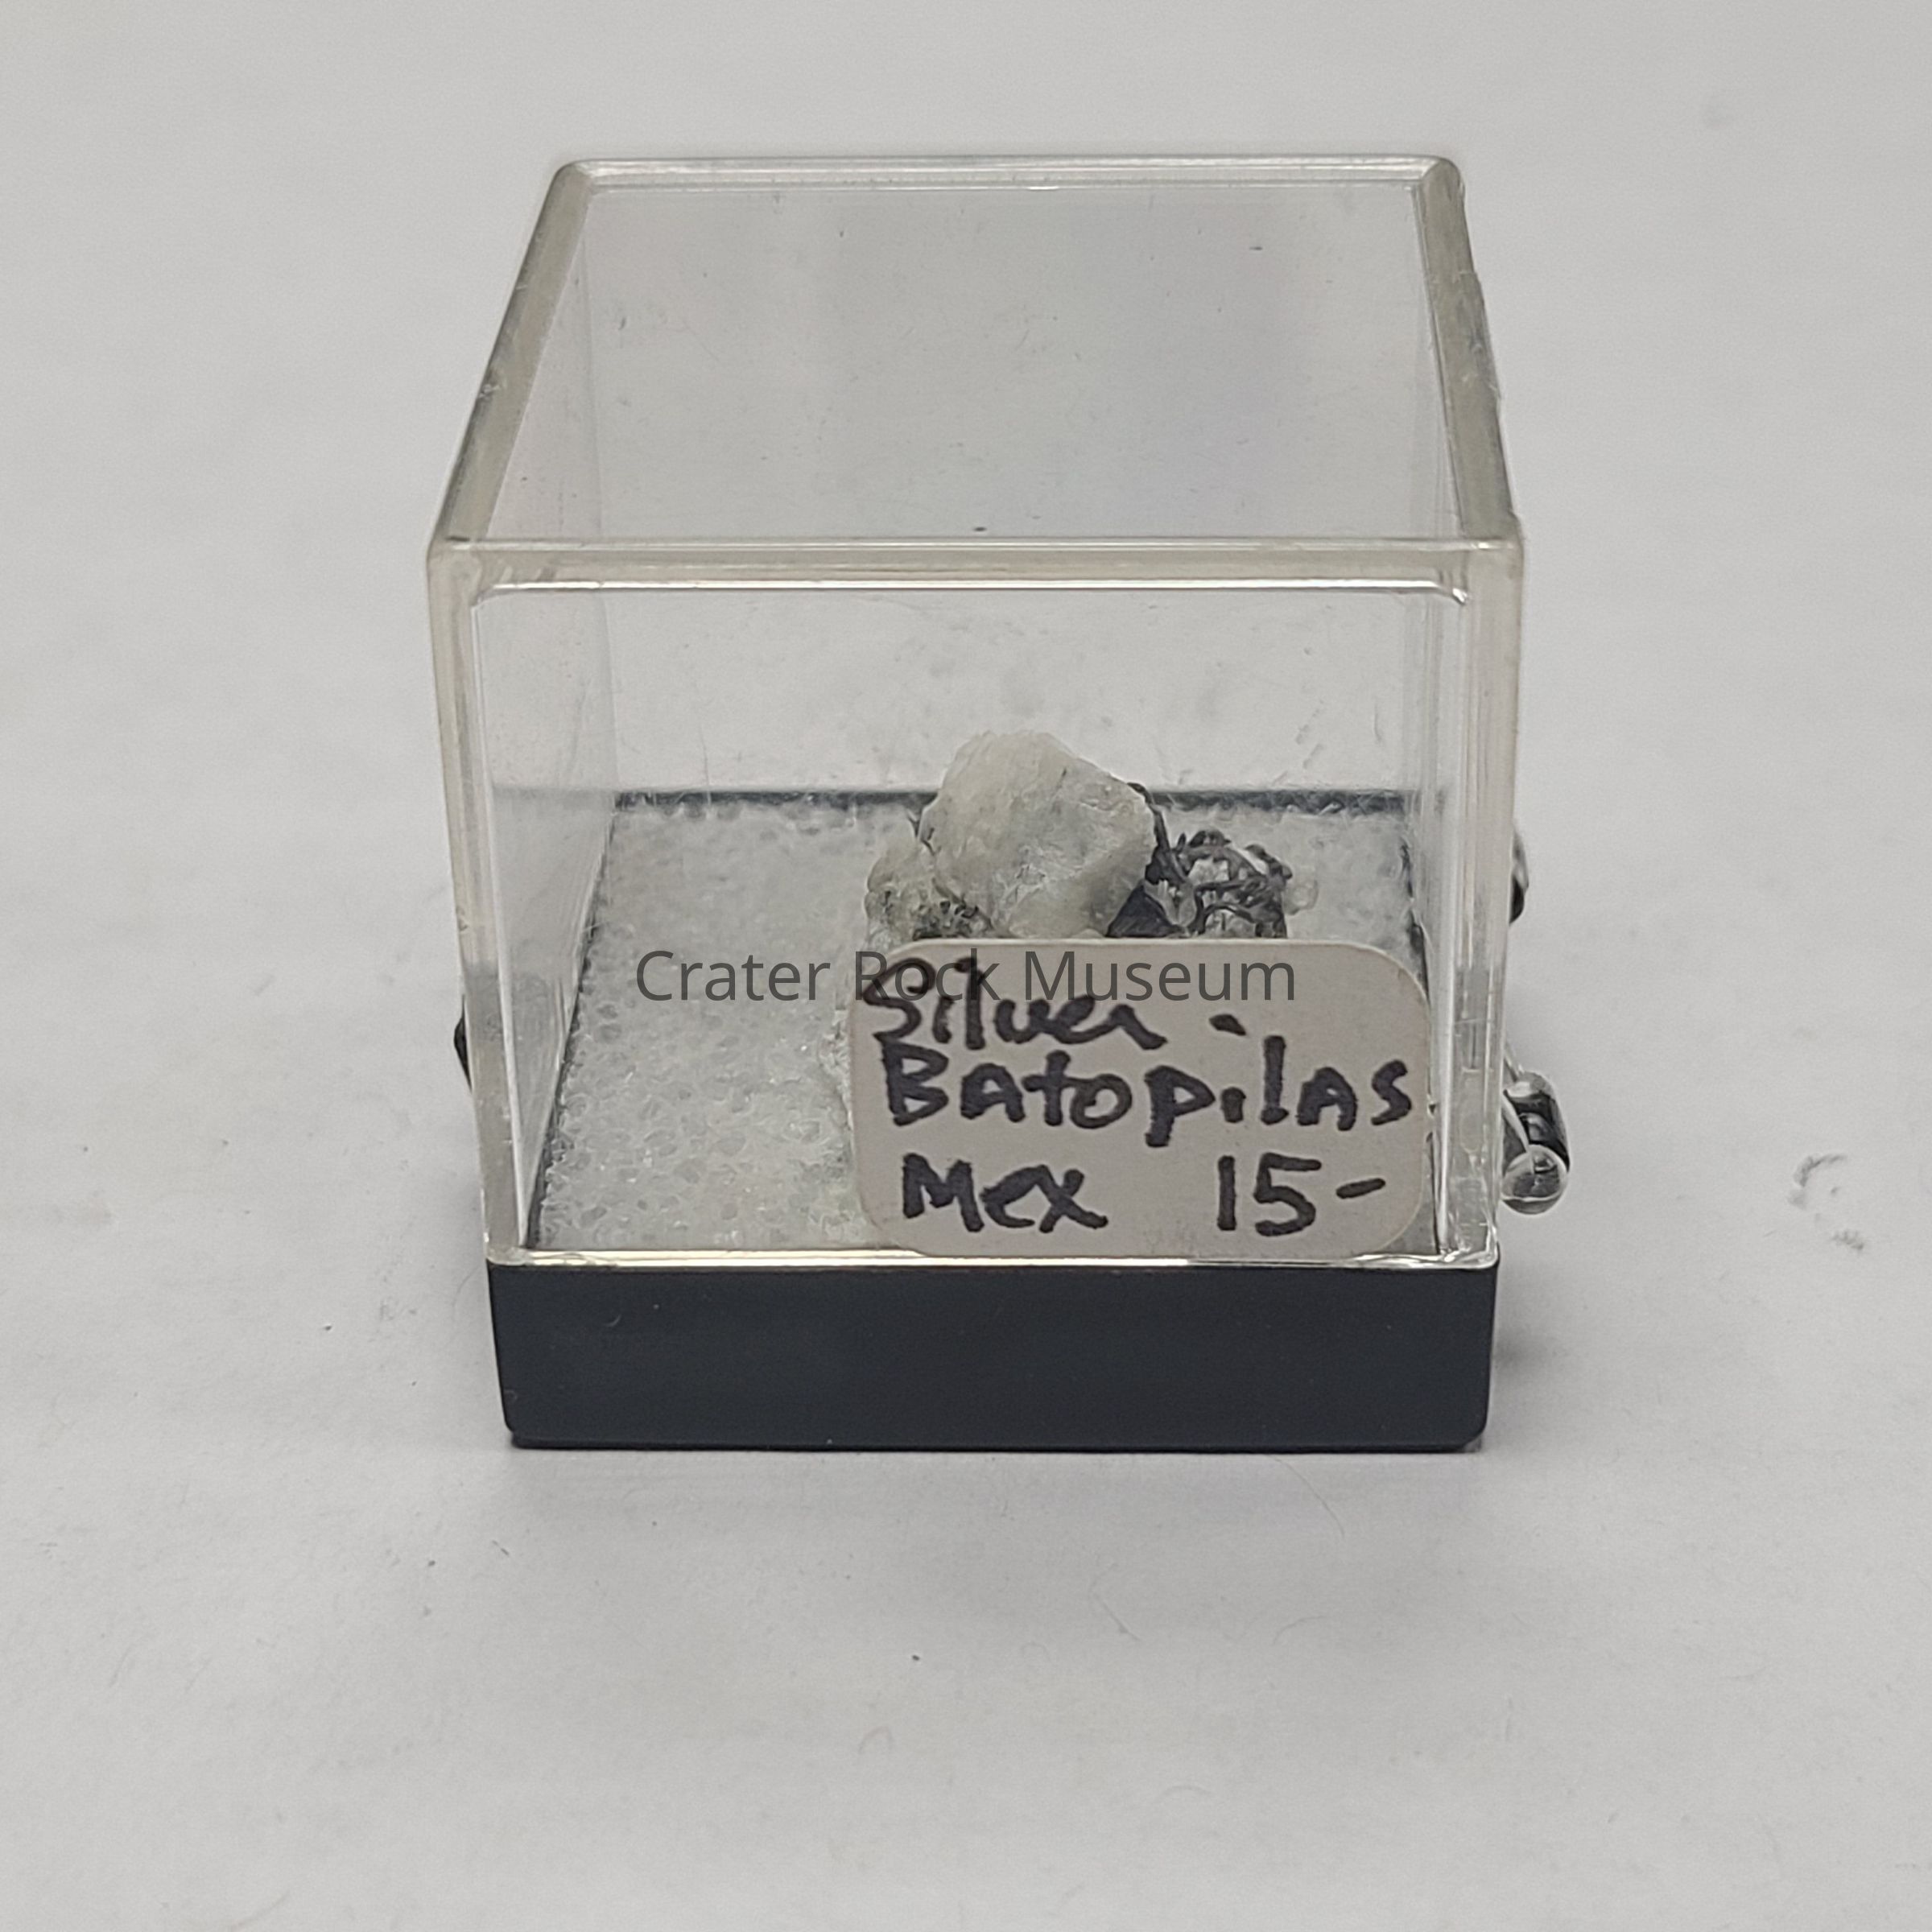 Crater Rock Museum
Silver -
Batopilas
Mex 15-